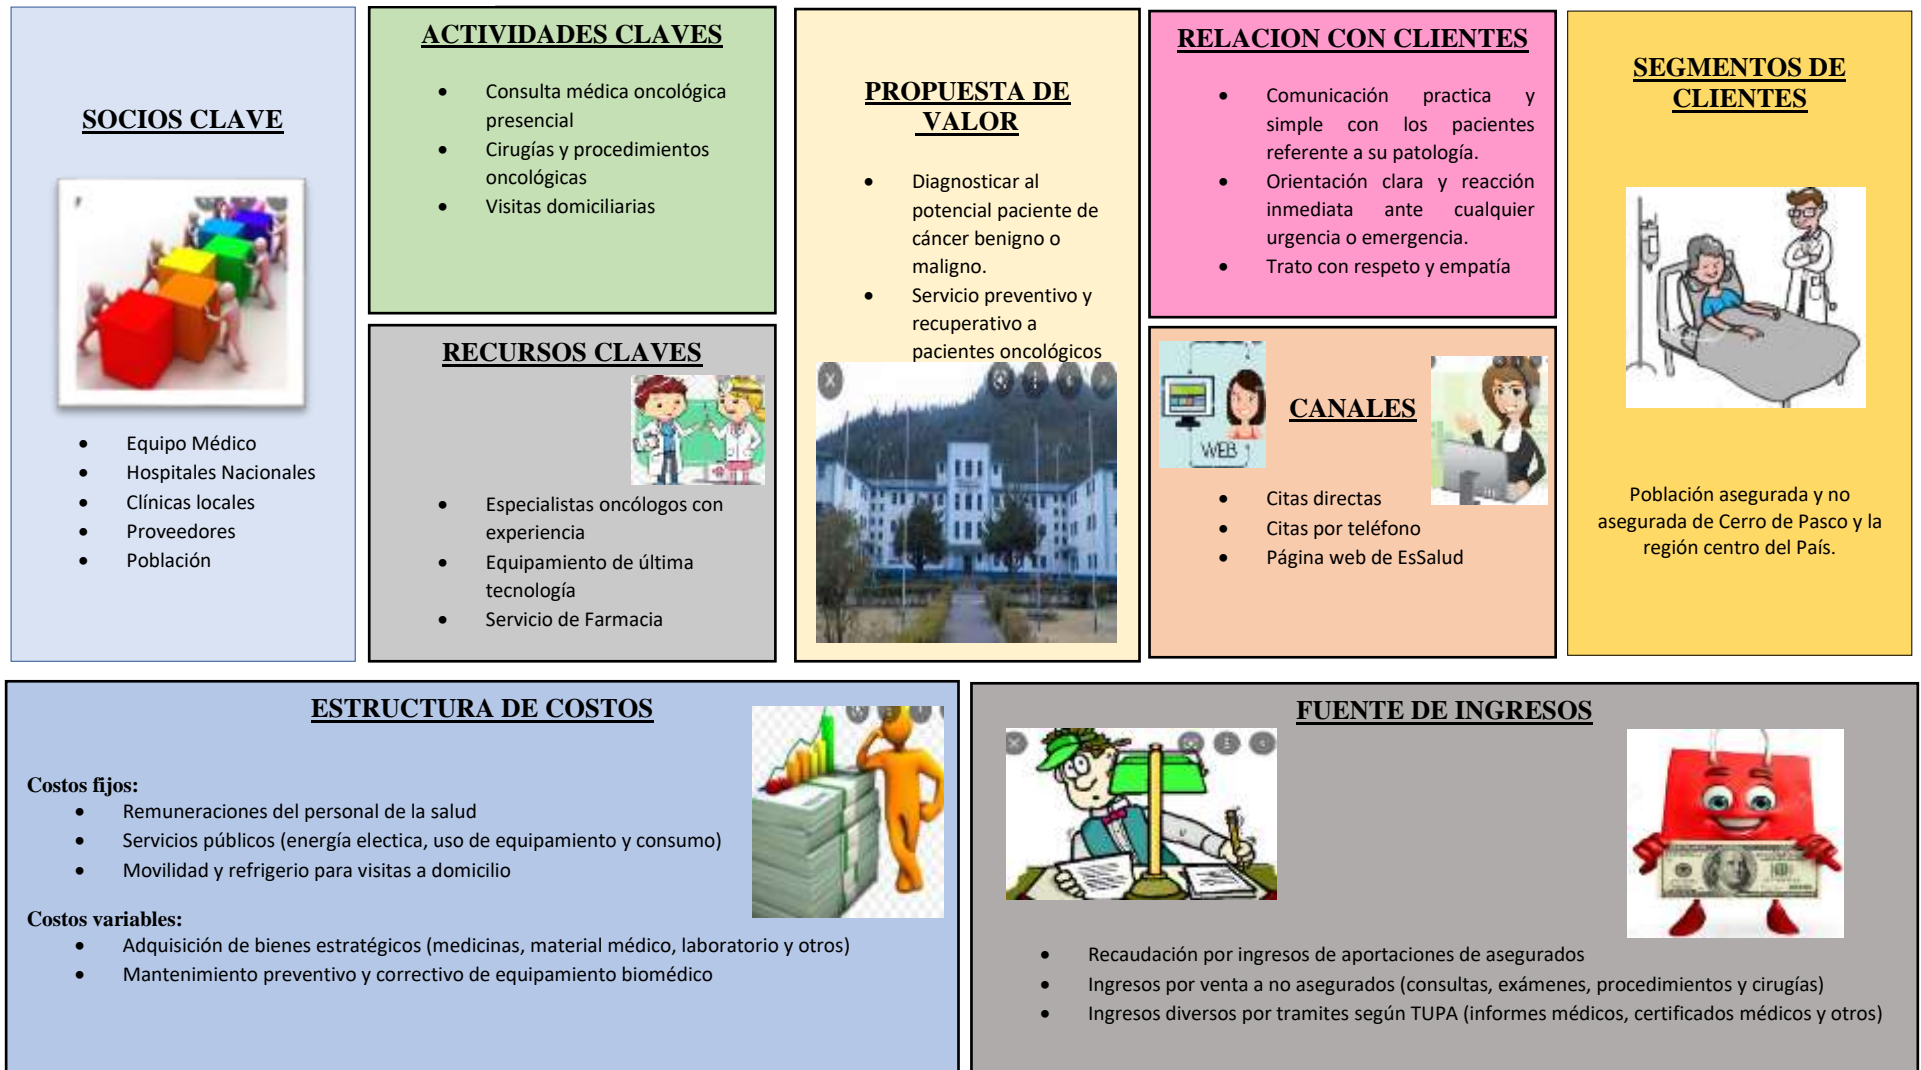 SOCIOS CLAVE
Equipo Médico
Hospitales Nacionales
Clínicas locales
Proveedores
Población
ACTIVIDADES CLAVES
Consulta médica oncológica
presencial
Cirugías y procedimientos
oncológicas
Visitas domiciliarias
RECURSOS CLAVES
Especialistas oncólogos con
experiencia
Equipamiento de última
tecnología
Servicio de Farmacia
PROPUESTA DE
VALOR
Diagnosticar al
potencial paciente de
cáncer benigno o
maligno.
Servicio preventivo y
recuperativo a
pacientes oncológicos
RELACION CON CLIENTES
Comunicación practica y
simple con los pacientes
referente a su patología.
Orientación clara y reacción
inmediata ante cualquier
urgencia o emergencia.
Trato con respeto y empatía
CANALES
WEB
Citas directas
Citas por teléfono
Página web de EsSalud
SEGMENTOS DE
CLIENTES
Población asegurada y no
asegurada de Cerro de Pasco y la
región centro del País.
ESTRUCTURA DE COSTOS
Costos fijos:
Remuneraciones del personal de la salud
Servicios públicos (energía electica, uso de equipamiento y consumo)
Movilidad y refrigerio para visitas a domicilio
Costos variables:
Adquisición de bienes estratégicos (medicinas, material médico, laboratorio y otros)
Mantenimiento preventivo y correctivo de equipamiento biomédico
FUENTE DE INGRESOS
Recaudación por ingresos de aportaciones de asegurados
Ingresos por venta a no asegurados (consultas, exámenes, procedimientos y cirugías)
Ingresos diversos por tramites según TUPA (informes médicos, certificados médicos y otros)